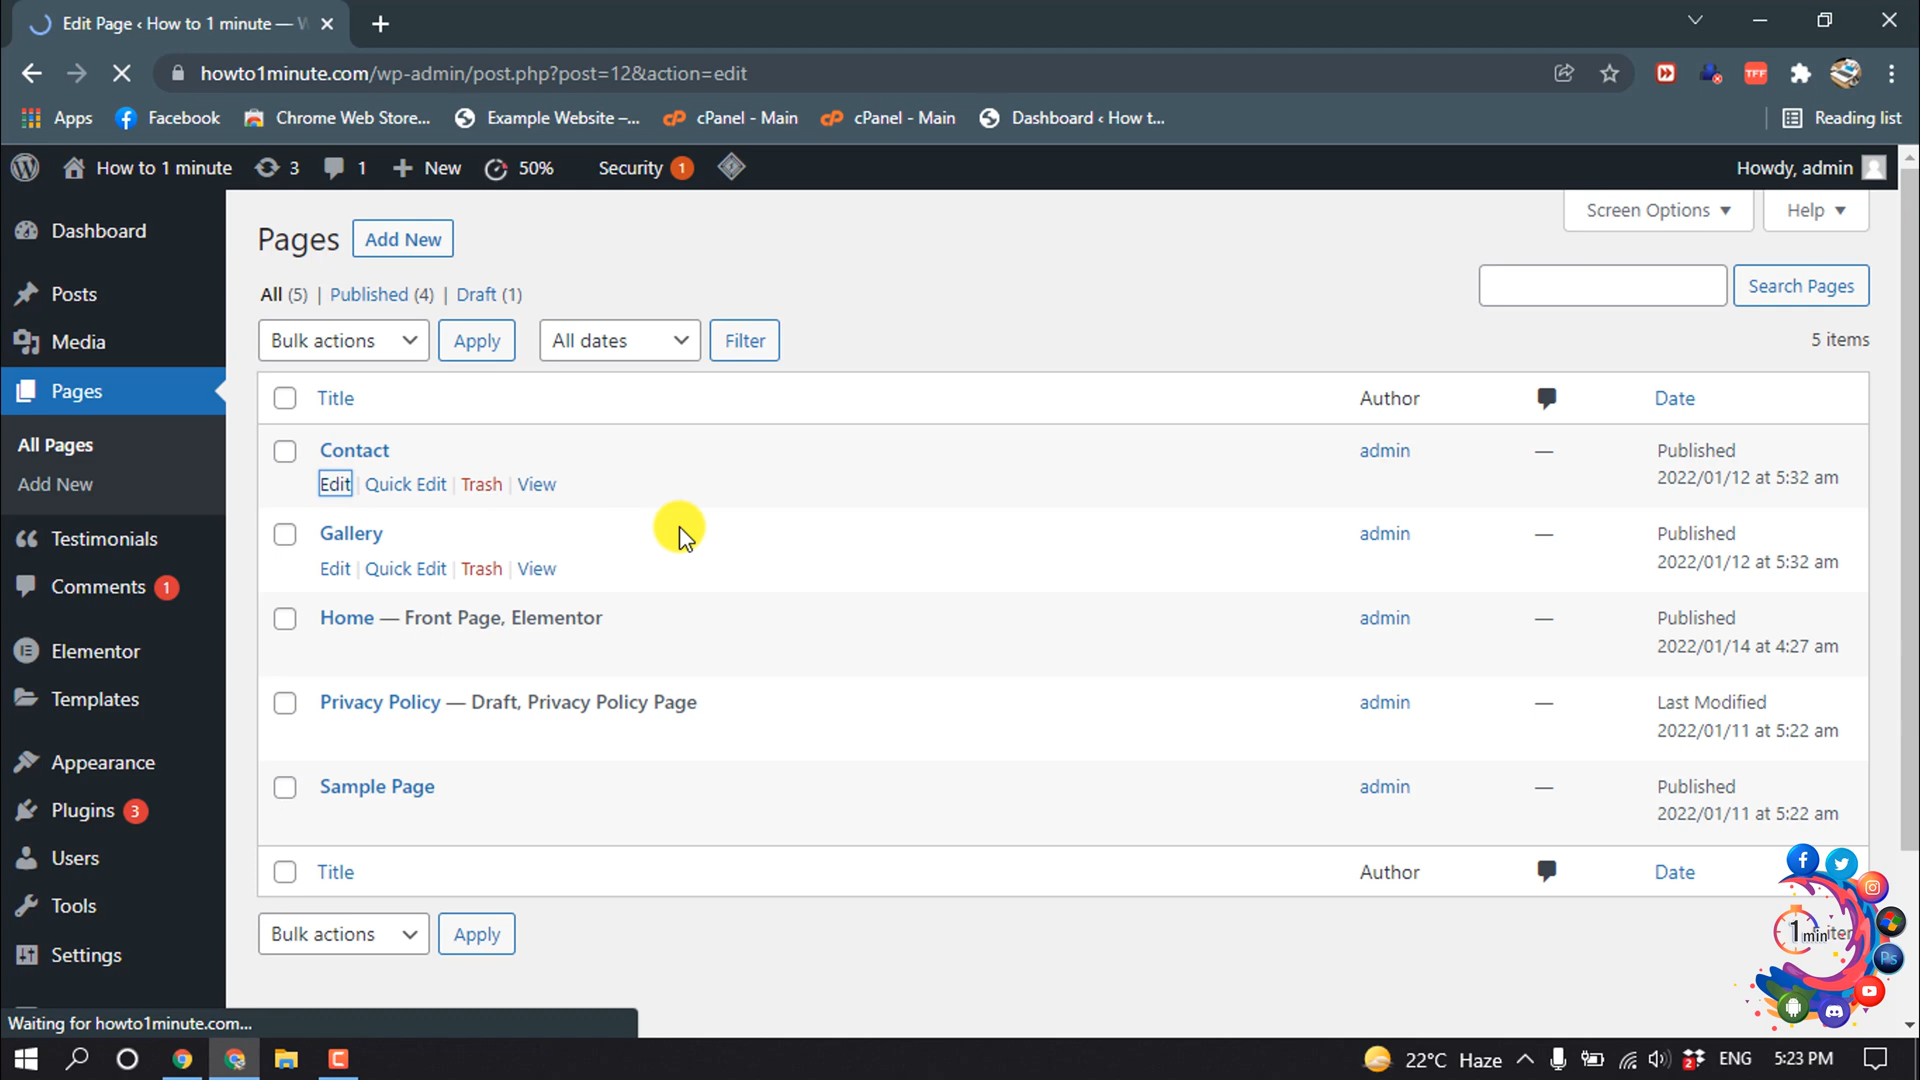 Edit Page ‹ How to 1 minute — W
howto1minute.com/wp-admin/post.php?post=12&action=edit
TFF
Apps Facebook Chrome Web Store... Example Website –... cPanel - Main cPanel - Main Dashboard ‹ How t... Reading list
How to 1 minute 3 1 New 50% Security 1 Howdy, admin
Screen Options Help
Pages Add New
Search Pages
All (5) | Published (4) | Draft (1)
Bulk actions Apply All dates Filter 5 items
Title Author Date
Contact admin — Published
2022/01/12 at 5:32 am
Edit | Quick Edit | Trash | View
Gallery admin — Published
2022/01/12 at 5:32 am
Edit | Quick Edit | Trash | View
Home — Front Page, Elementor admin — Published
2022/01/14 at 4:27 am
Privacy Policy — Draft, Privacy Policy Page admin — Last Modified
2022/01/11 at 5:22 am
Sample Page admin — Published
2022/01/11 at 5:22 am
Title Author Date
Bulk actions Apply
Dashboard
Posts
Media
Pages
All Pages
Add New
Testimonials
Comments 1
Elementor
Templates
Appearance
Plugins 3
Users
Tools
Settings
1min
Ps
Waiting for howto1minute.com...
22°C Haze 2 ENG 5:23 PM